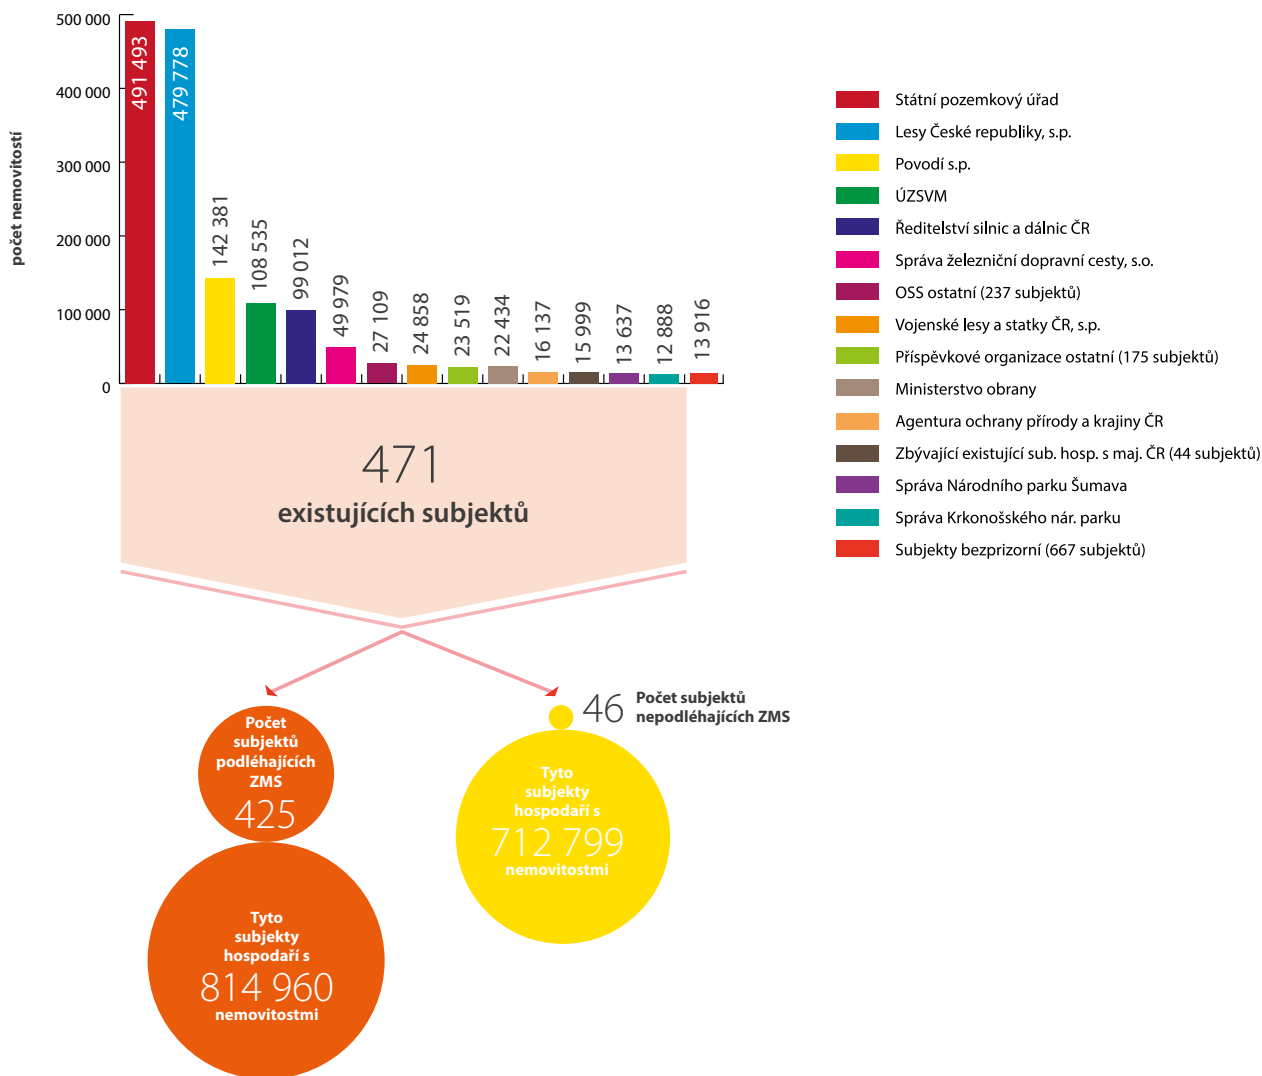 počet nemovitostí
500 000
400 000
300 000
200 000
100 000
0
491 493
479 778
142 381
108 535
99 012
49 979
27 109
24 858
23 519
22 434
16 137
15 999
13 637
12 888
13 916
Státní pozemkový úřad
Lesy České republiky, s.p.
Povodí s.p.
ÚZSVM
Ředitelství silnic a dálnic ČR
Správa železniční dopravní cesty, s.o.
OSS ostatní (237 subjektů)
Vojenské lesy a statky ČR, s.p.
Příspěvkové organizace ostatní (175 subjektů)
Ministerstvo obrany
Agentura ochrany přírody a krajiny ČR
Zbývající existující sub. hosp. s maj. ČR (44 subjektů)
Správa Národního parku Šumava
Správa Krkonošského nár. parku
Subjekty bezprizorní (667 subjektů)
471
existujících subjektů
Počet
subjektů
podléhajících
ZMS
425
Tyto
subjekty
hospodaří s
814 960
nemovitostmi
46
Počet subjektů
nepodléhajících ZMS
Tyto
subjekty
hospodaří s
712 799
nemovitostmi